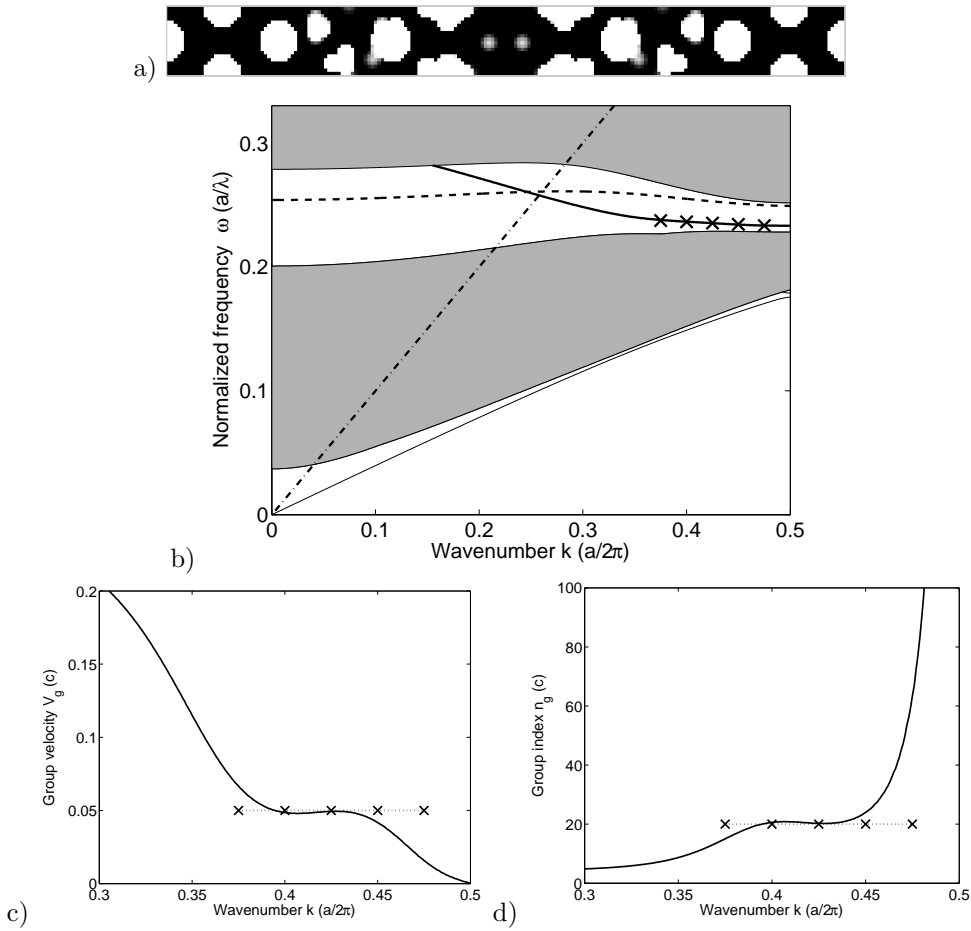 a)
0.3
0.2
0.1
0
Normalized frequency ω (a/λ)
0 0.1 0.2 0.3 0.4 0.5
Wavenumber k (a/2π)
b)
0.2
0.15
0.1
0.05
0
Group velocity V_g (c)
0.3 0.35 0.4 0.45 0.5
Wavenumber k (a/2π)
c)
100
80
60
40
20
0
Group index n_g (c)
0.3 0.35 0.4 0.45 0.5
Wavenumber k (a/2π)
d)